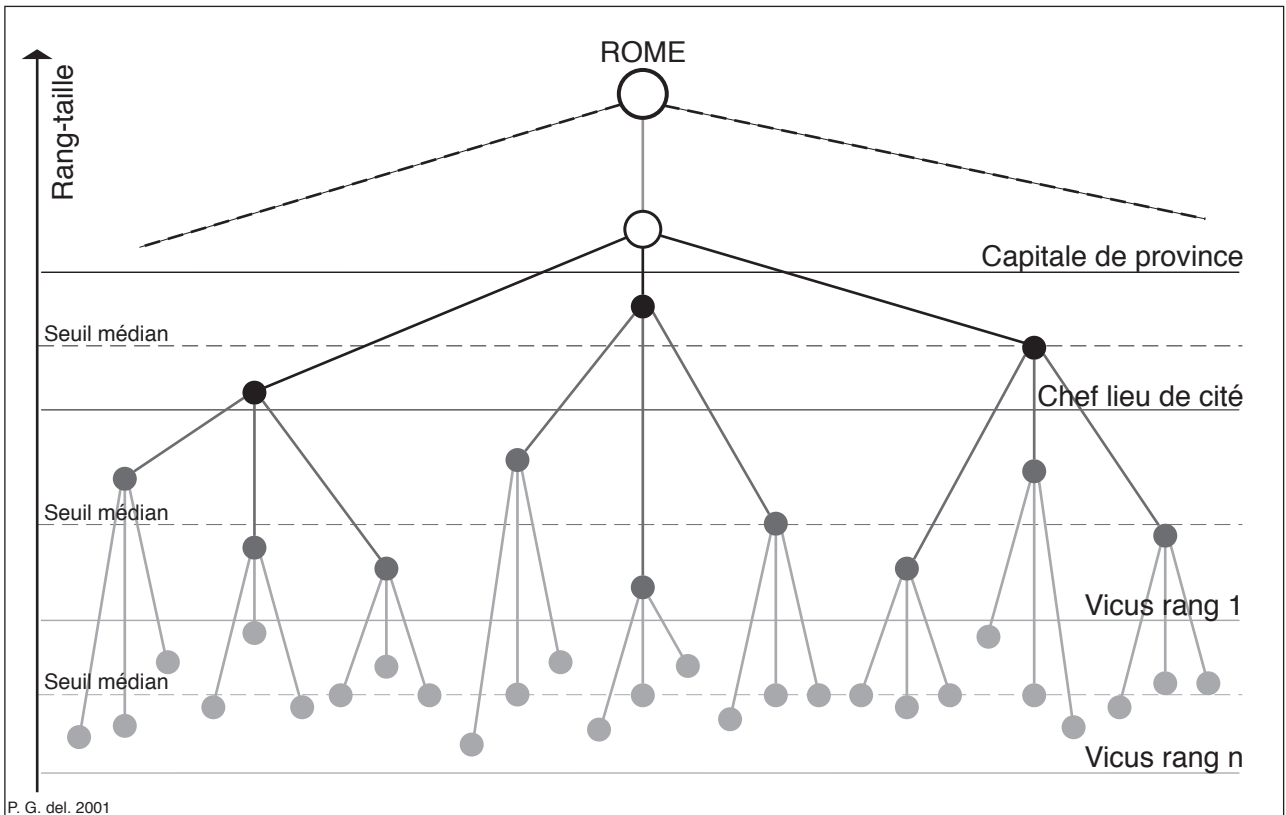 ROME
Rang-taille
Capitale de province
Seuil médian
Chef lieu de cité
Seuil médian
Vicus rang 1
Seuil médian
Vicus rang n
P. G. del. 2001